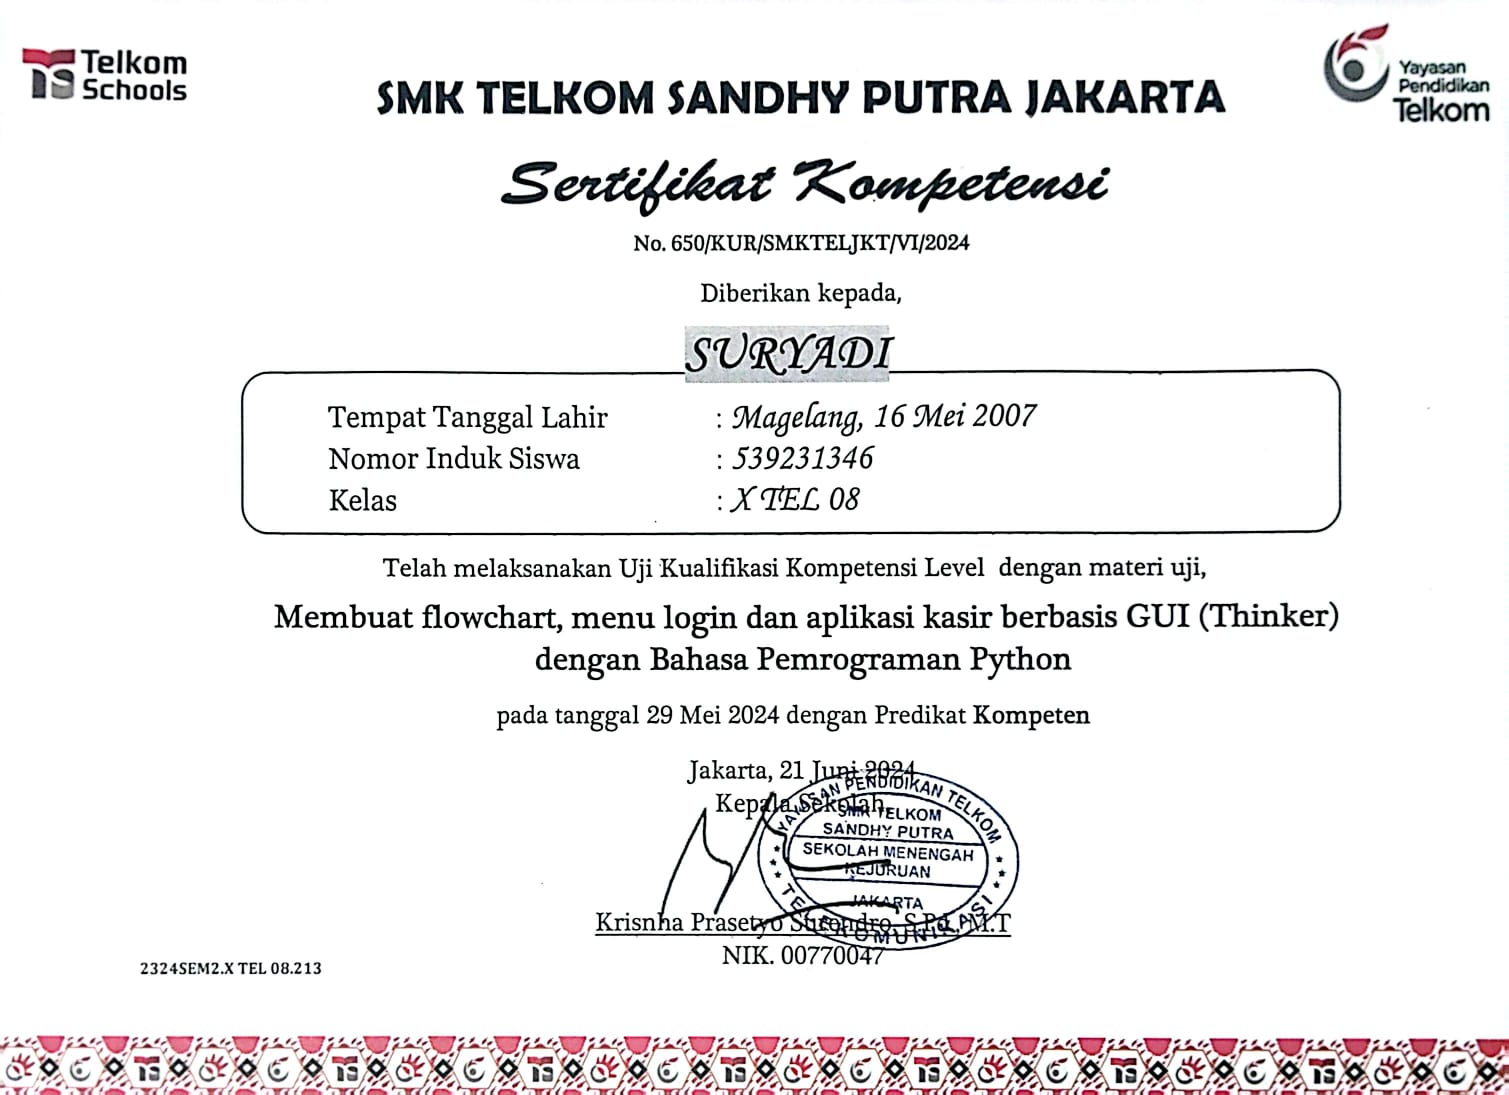 Telkom
Schools
Yayasan
Pendidikan
Telkom
SMK TELKOM SANDHY PUTRA JAKARTA
Sertifikat Kompetensi
No. 650/KUR/SMKTELJKT/VI/2024
Diberikan kepada,
SURYADI
Tempat Tanggal Lahir : Magelang, 16 Mei 2007
Nomor Induk Siswa : 539231346
Kelas : X TEL 08
Telah melaksanakan Uji Kualifikasi Kompetensi Level dengan materi uji,
Membuat flowchart, menu login dan aplikasi kasir berbasis GUI (Thinker)
dengan Bahasa Pemrograman Python
pada tanggal 29 Mei 2024 dengan Predikat Kompeten
Jakarta, 21 Juni 2024
Kepala Sekolah,
YAYASAN PENDIDIKAN TELKOM
SMK TELKOM
SANDHY PUTRA
SEKOLAH MENENGAH
KEJURUAN
JAKARTA
TELEKOMUNIKASI
Krisnha Prasetyo Surendro, S.Pd, M.T
NIK. 00770047
2324SEM2.X TEL 08.213